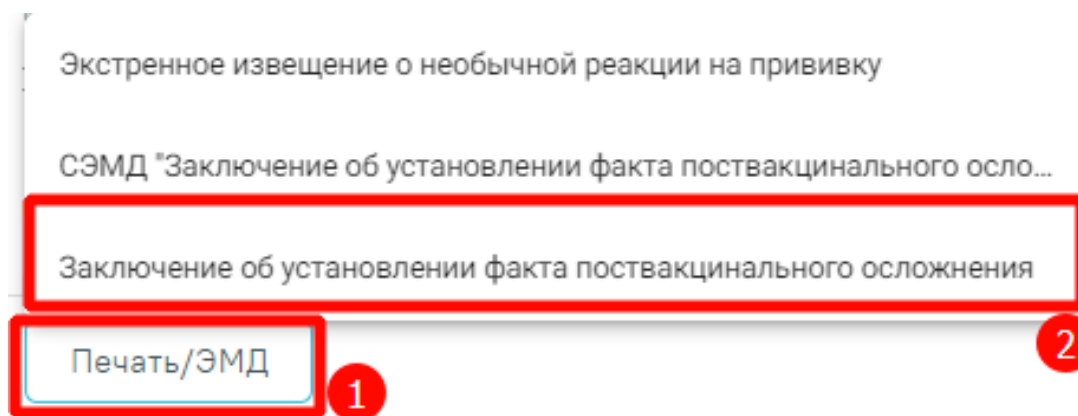 Экстренное извещение о необычной реакции на прививку
СЭМД "Заключение об установлении факта поствакцинального осло...
Заключение об установлении факта поствакцинального осложнения
2
Печать/ЭМД
1